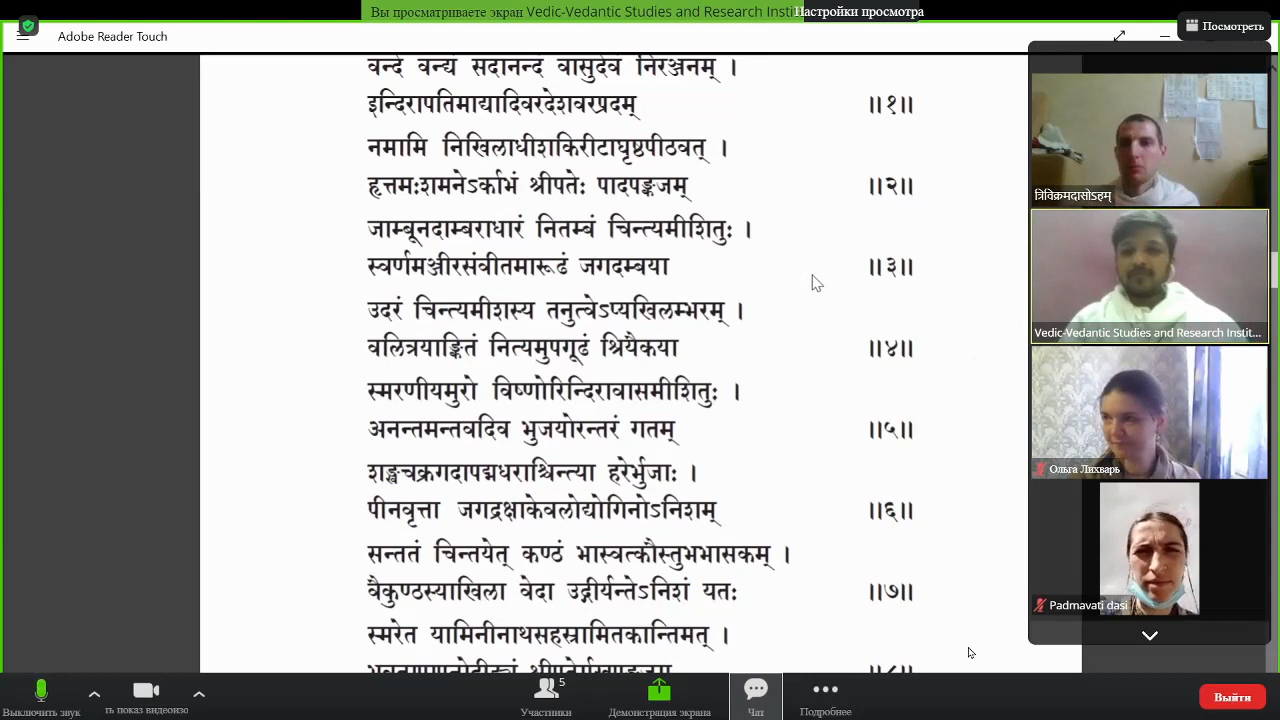 Вы просматриваете экран Vedic-Vedantic Studies and Research Insti
Настройки просмотра
Adobe Reader Touch
Посмотреть
वन्दे वन्द्यं सदानन्दं वासुदेवं निरञ्जनम् ।
इन्दिरापतिमाद्यादिवरदेशवरप्रदम् ॥१॥
नमामि निखिलाधीशकिरीटाघृष्ठपीठवत् ।
हृत्तमःशमनेऽर्काभं श्रीपतेः पादपङ्कजम् ॥२॥
जाम्बूनदाम्बराधारं नितम्बं चिन्त्यमीशितुः ।
स्वर्णमञ्जीरसंवीतमारूढं जगदम्बया ॥३॥
उदरं चिन्त्यमीशस्य तनुत्वेऽप्यखिलम्भरम् ।
वलित्रयाङ्कितं नित्यमुपगूढं श्रियैकया ॥४॥
स्मरणीयमुरो विष्णोरिन्दिरावासमीशितुः ।
अनन्तमन्तवदिव भुजयोरन्तरं गतम् ॥५॥
शङ्खचक्रगदापद्मधराश्चिन्त्या हरेर्भुजाः ।
पीनवृत्ता जगद्रक्षाकेवलोद्योगिनोऽनिशम् ॥६॥
सन्ततं चिन्तयेत् कण्ठं भास्वत्कौस्तुभभासकम् ।
वैकुण्ठस्याखिला वेदा उद्गीर्यन्तेऽनिशं यतः ॥७॥
स्मरेत यामिनीनाथसहस्रामितकान्तिमत् ।
त्रिविक्रमदासोऽहम्
Vedic-Vedantic Studies and Research Instit...
Ольга Лихварь
Padmavati dasi
Выключить звук
ть показ видеоизо
5
Участники
Демонстрация экрана
Чат
Подробнее
Выйти